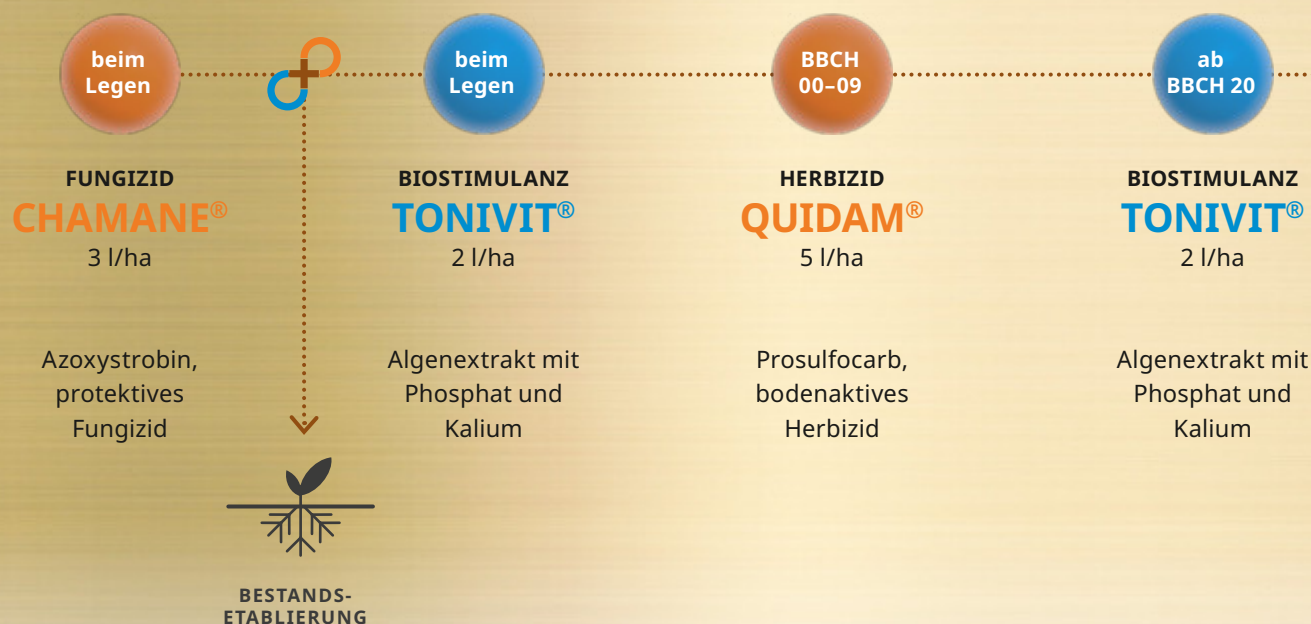 beim
Legen
FUNGIZID
CHAMANE®
3 l/ha
Azoxystrobin,
protektives
Fungizid
BESTANDS-
ETABLIERUNG
beim
Legen
BIOSTIMULANZ
TONIVIT®
2 l/ha
Algenextrakt mit
Phosphat und
Kalium
BBCH
00–09
HERBIZID
QUIDAM®
5 l/ha
Prosulfocarb,
bodenaktives
Herbizid
ab
BBCH 20
BIOSTIMULANZ
TONIVIT®
2 l/ha
Algenextrakt mit
Phosphat und
Kalium